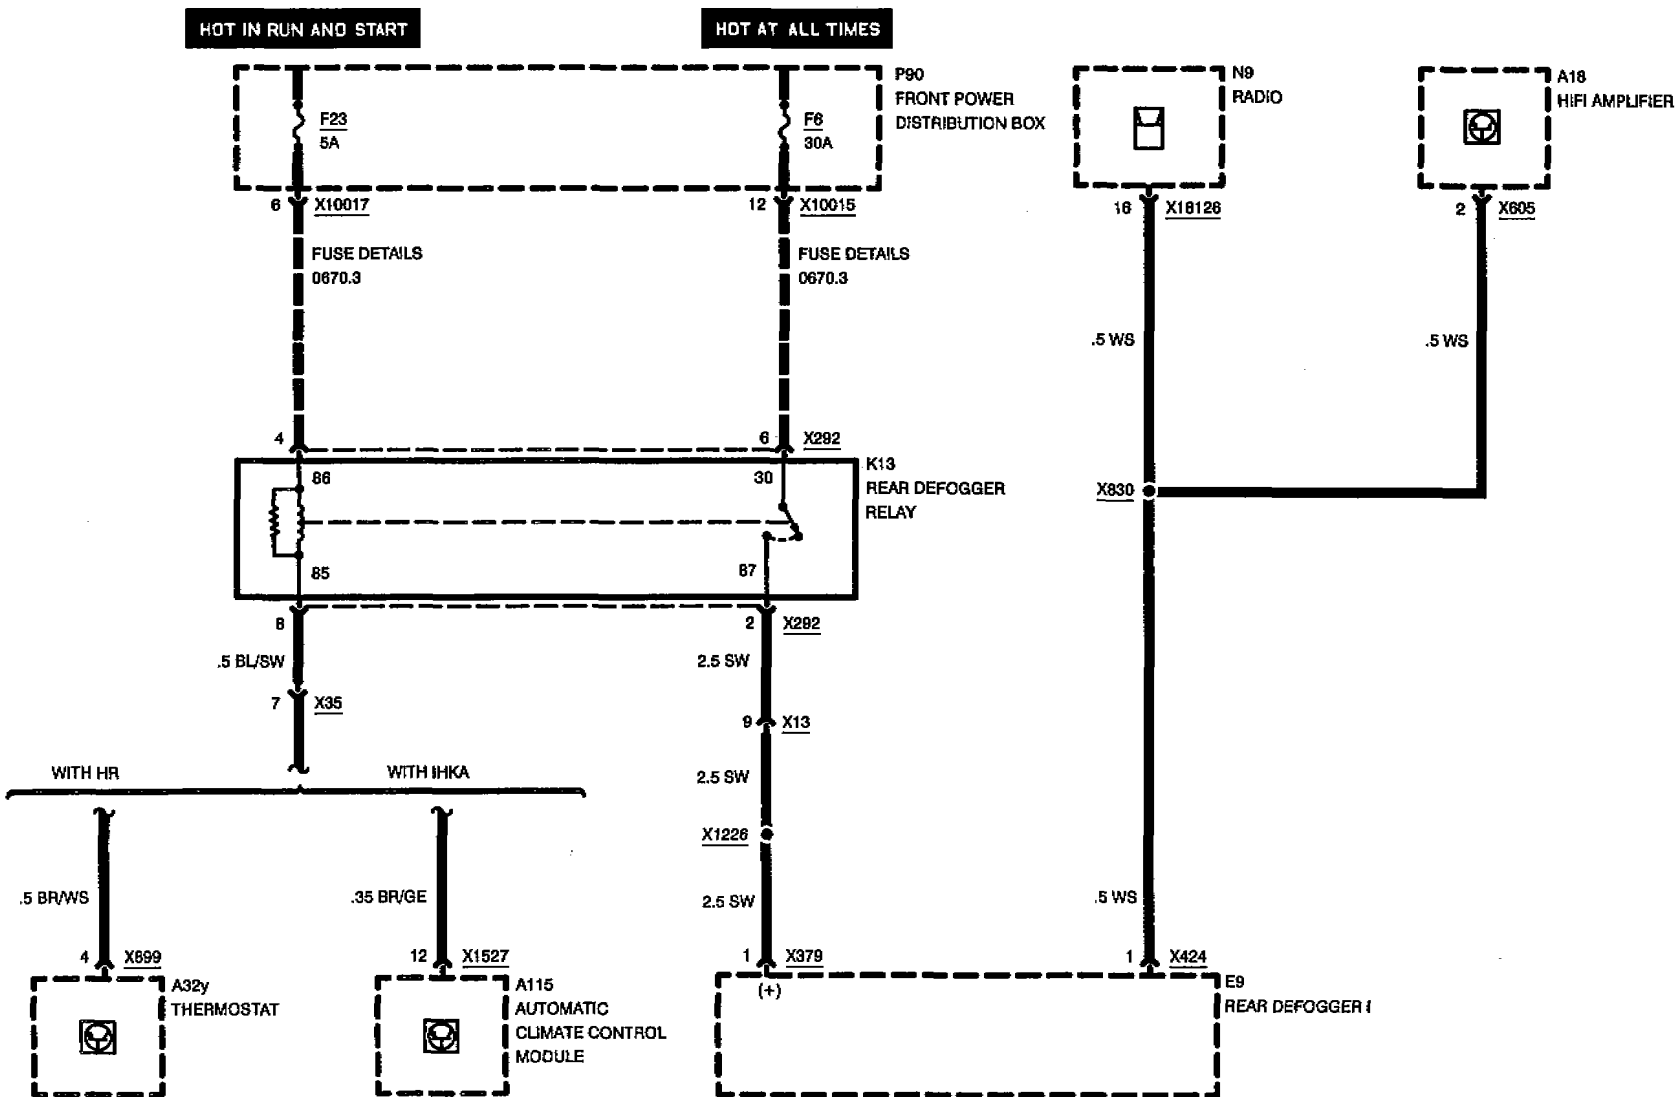 HOT IN RUN AND START
HOT AT ALL TIMES
P90
FRONT POWER
DISTRIBUTION BOX
N9
RADIO
A18
HIFI AMPLIFIER
F23
5A
F6
30A
6 X10017
12 X10015
16 X18126
2 X605
FUSE DETAILS
0670.3
FUSE DETAILS
0670.3
.5 WS
.5 WS
4
6 X292
K13
REAR DEFOGGER
RELAY
86
30
X830
85
87
8
2 X292
.5 BL/SW
2.5 SW
7 X35
9 X13
WITH HR
WITH IHKA
2.5 SW
X1226
.5 BR/WS
.35 BR/GE
2.5 SW
.5 WS
4 X899
12 X1527
1 X379
1 X424
(+)
A32y
THERMOSTAT
A115
AUTOMATIC
CLIMATE CONTROL
MODULE
E9
REAR DEFOGGER